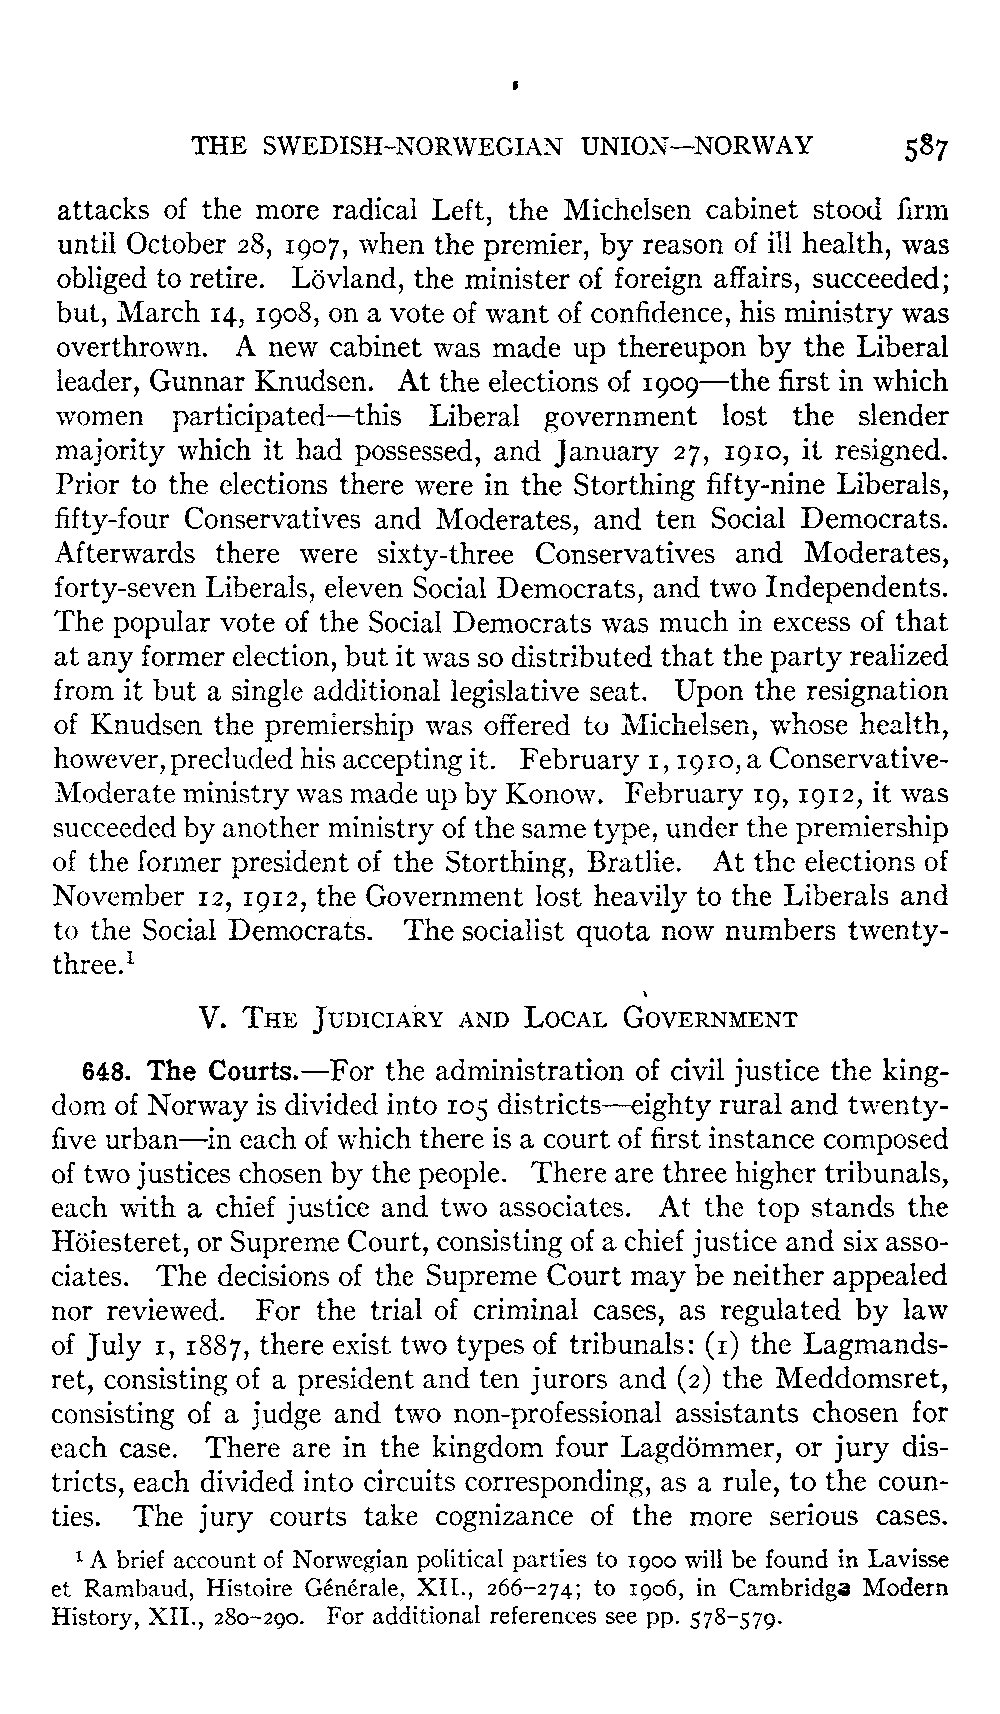 THE SWEDISH-NORWEGIAN UNION—NORWAY 587
attacks of the more radical Left, the Michelsen cabinet stood firm
until October 28, 1907, when the premier, by reason of ill health, was
obliged to retire. Lövland, the minister of foreign affairs, succeeded;
but, March 14, 1908, on a vote of want of confidence, his ministry was
overthrown. A new cabinet was made up thereupon by the Liberal
leader, Gunnar Knudsen. At the elections of 1909—the first in which
women participated—this Liberal government lost the slender
majority which it had possessed, and January 27, 1910, it resigned.
Prior to the elections there were in the Storthing fifty-nine Liberals,
fifty-four Conservatives and Moderates, and ten Social Democrats.
Afterwards there were sixty-three Conservatives and Moderates,
forty-seven Liberals, eleven Social Democrats, and two Independents.
The popular vote of the Social Democrats was much in excess of that
at any former election, but it was so distributed that the party realized
from it but a single additional legislative seat. Upon the resignation
of Knudsen the premiership was offered to Michelsen, whose health,
however, precluded his accepting it. February 1, 1910, a Conservative-
Moderate ministry was made up by Konow. February 19, 1912, it was
succeeded by another ministry of the same type, under the premiership
of the former president of the Storthing, Bratlie. At the elections of
November 12, 1912, the Government lost heavily to the Liberals and
to the Social Democrats. The socialist quota now numbers twenty-
three.¹
V. THE JUDICIARY AND LOCAL GOVERNMENT
648. The Courts.—For the administration of civil justice the king-
dom of Norway is divided into 105 districts—eighty rural and twenty-
five urban—in each of which there is a court of first instance composed
of two justices chosen by the people. There are three higher tribunals,
each with a chief justice and two associates. At the top stands the
Höiesteret, or Supreme Court, consisting of a chief justice and six asso-
ciates. The decisions of the Supreme Court may be neither appealed
nor reviewed. For the trial of criminal cases, as regulated by law
of July 1, 1887, there exist two types of tribunals: (1) the Lagmands-
ret, consisting of a president and ten jurors and (2) the Meddomsret,
consisting of a judge and two non-professional assistants chosen for
each case. There are in the kingdom four Lagdömmer, or jury dis-
tricts, each divided into circuits corresponding, as a rule, to the coun-
ties. The jury courts take cognizance of the more serious cases.
¹ A brief account of Norwegian political parties to 1900 will be found in Lavisse
et Rambaud, Histoire Générale, XII., 266–274; to 1906, in Cambridga Modern
History, XII., 280–290. For additional references see pp. 578–579.